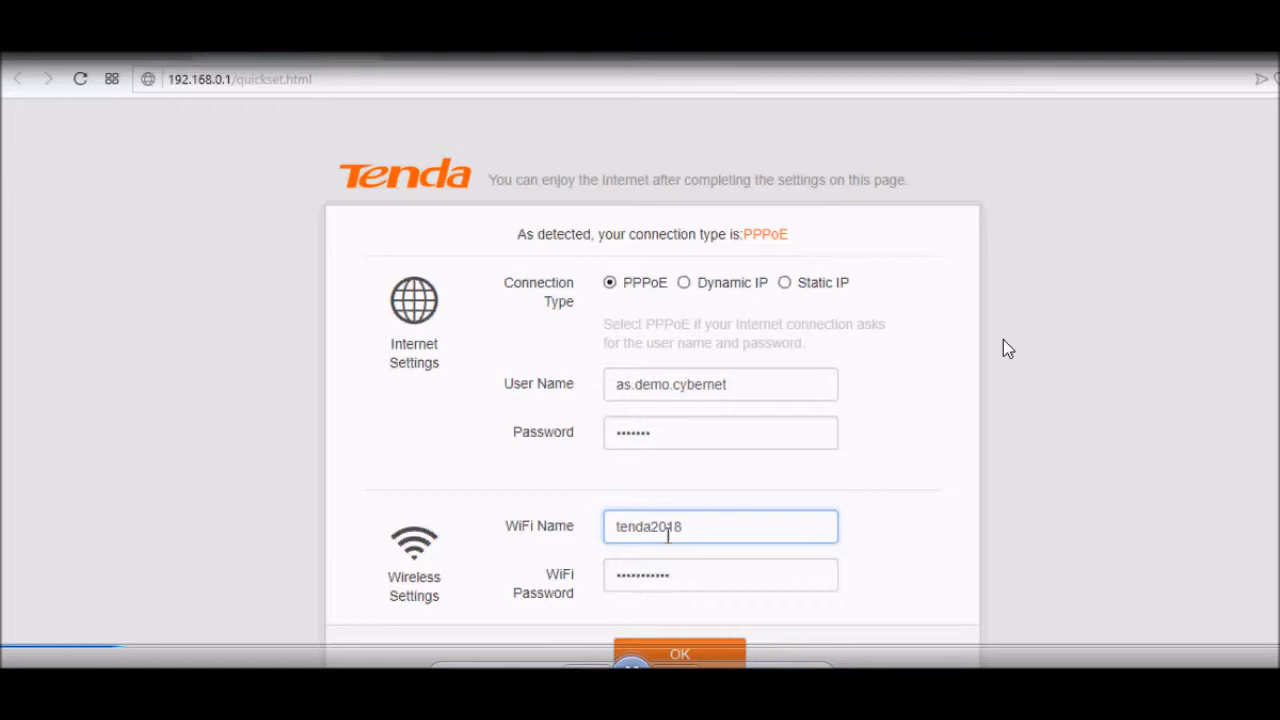 192.168.0.1/quickset.html
Tenda You can enjoy the Internet after completing the settings on this page.
As detected, your connection type is:PPPoE
Connection Type
PPPoE Dynamic IP Static IP
Select PPPoE if your Internet connection asks
for the user name and password.
Internet
Settings
User Name as.demo.cybernet
Password •••••••
WiFi Name tenda2018
Wireless
Settings
WiFi
Password •••••••••••
OK